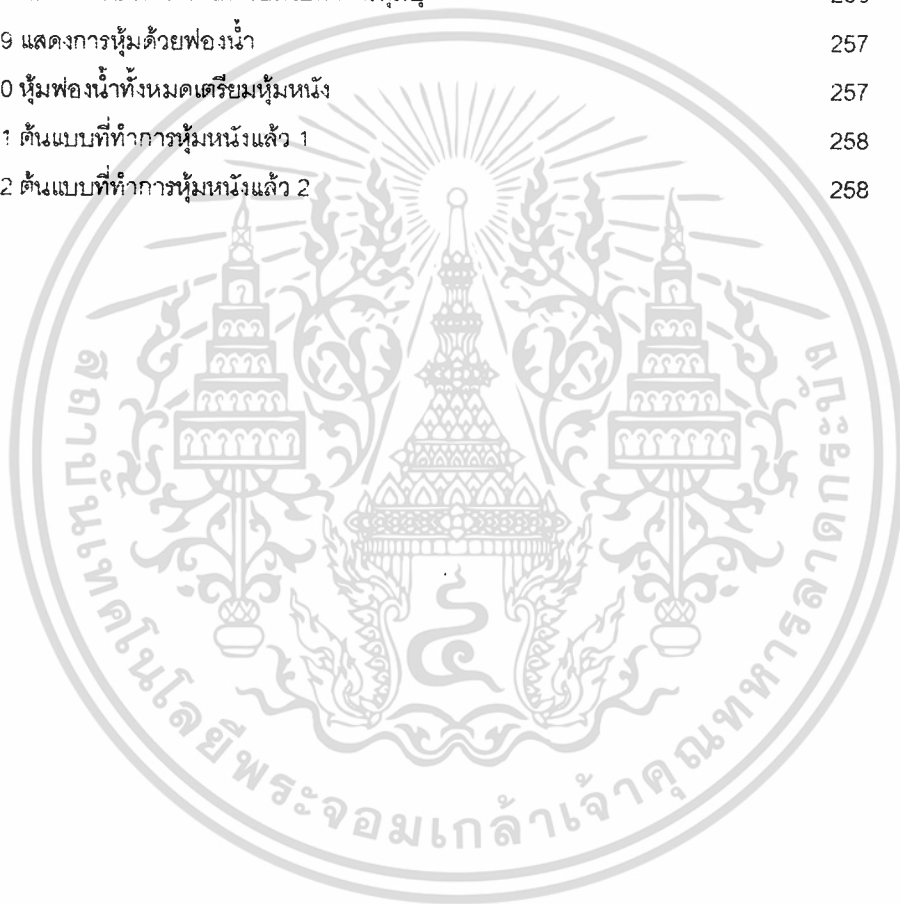 9 แสดงการหุ้มด้วยฟองน้ำ 257
0 หุ้มฟองน้ำทั้งหมดเตรียมหุ้มหนัง 257
1 ต้นแบบที่ทำการหุ้มหนังแล้ว 1 258
2 ต้นแบบที่ทำการหุ้มหนังแล้ว 2 258
สถาบันเทคโนโลยีพระจอมเกล้าเจ้าคุณทหารลาดกระบัง
๔